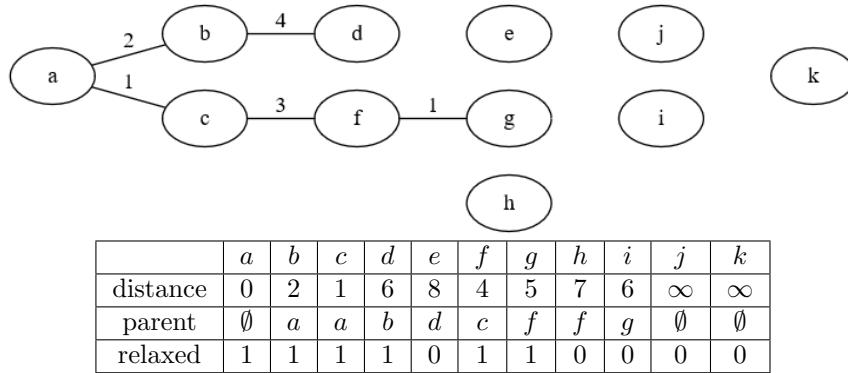 2 b 4 d e j
a k
1 c 3 f 1 g i
h
a b c d e f g h i j k
distance 0 2 1 6 8 4 5 7 6 ∞ ∞
parent ∅ a a b d c f f g ∅ ∅
relaxed 1 1 1 1 0 1 1 0 0 0 0